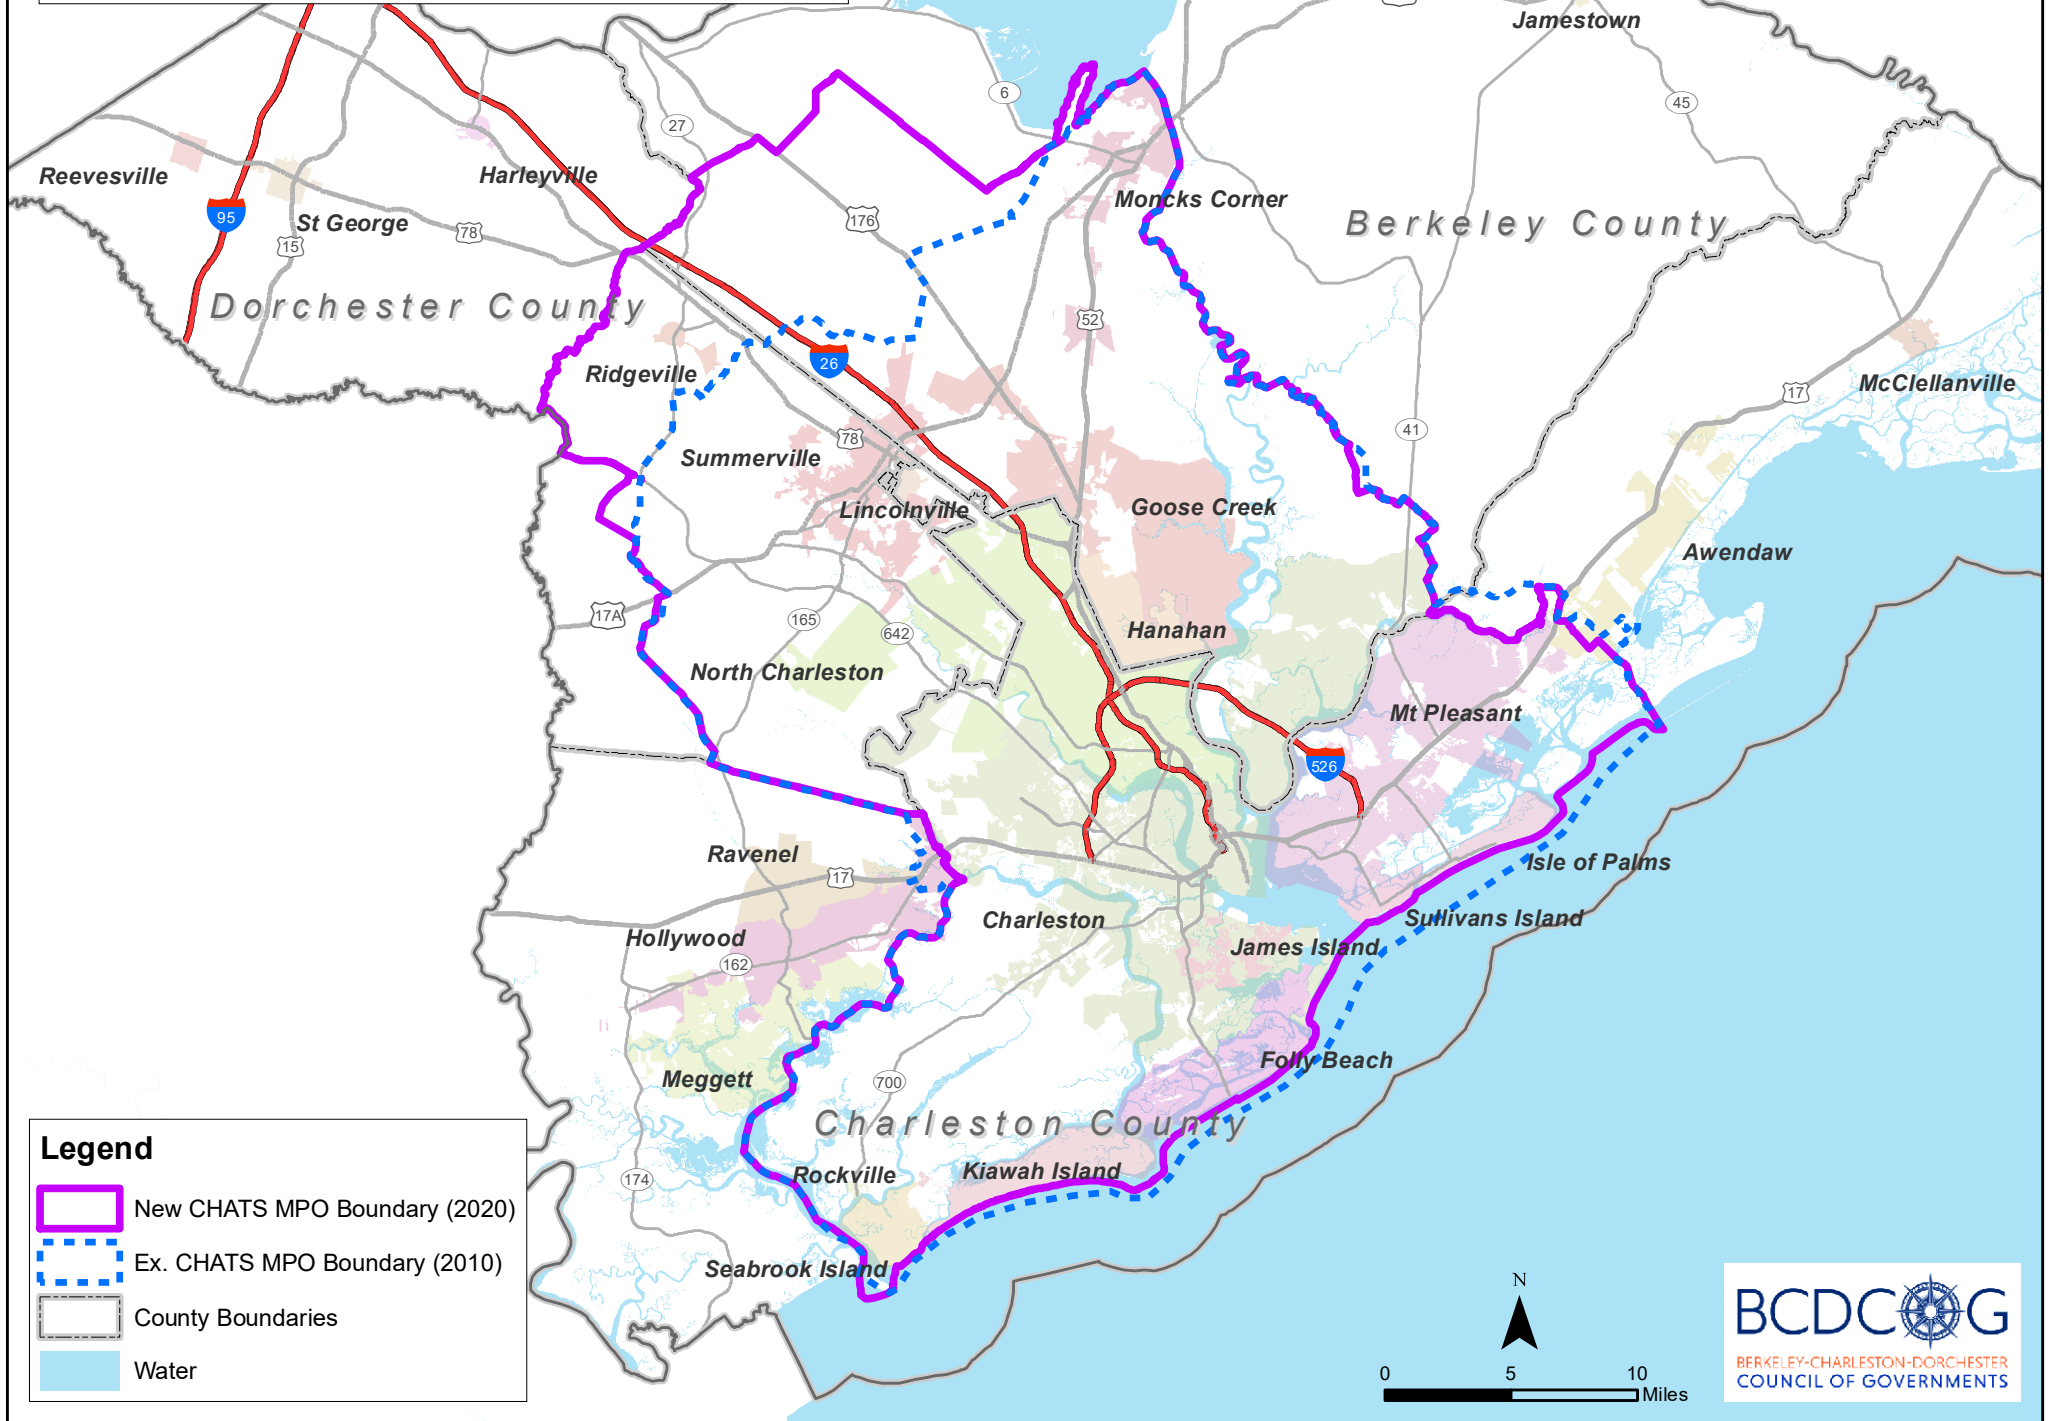 Jamestown
6
45
27
Reevesville
Harleyville
Moncks Corner
95
St George
176
Berkeley County
15
78
Dorchester County
52
26
Ridgeville
McClellanville
17
41
78
Summerville
Lincolnville
Goose Creek
Awendaw
17A
165
642
Hanahan
North Charleston
Mt Pleasant
526
Ravenel
17
Isle of Palms
Charleston
Sullivans Island
Hollywood
James Island
162
Folly Beach
Meggett
700
Charleston County
Rockville
Kiawah Island
174
Seabrook Island
Legend
New CHATS MPO Boundary (2020)
Ex. CHATS MPO Boundary (2010)
County Boundaries
Water
N
0 5 10
Miles
BCDCOG
BERKELEY-CHARLESTON-DORCHESTER
COUNCIL OF GOVERNMENTS